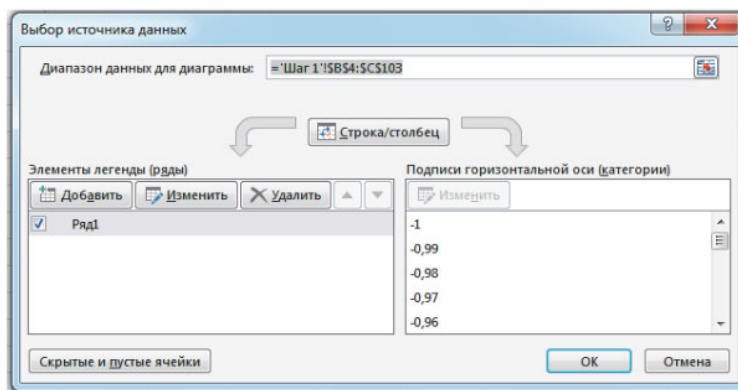 Выбор источника данных
Диапазон данных для диаграммы: ='Шаг 1'!$B$4:$C$103
Строка/столбец
Элементы легенды (ряды)
Добавить Изменить Удалить
Ряд1
Подписи горизонтальной оси (категории)
Изменить
-1
-0,99
-0,98
-0,97
-0,96
Скрытые и пустые ячейки
ОК Отмена